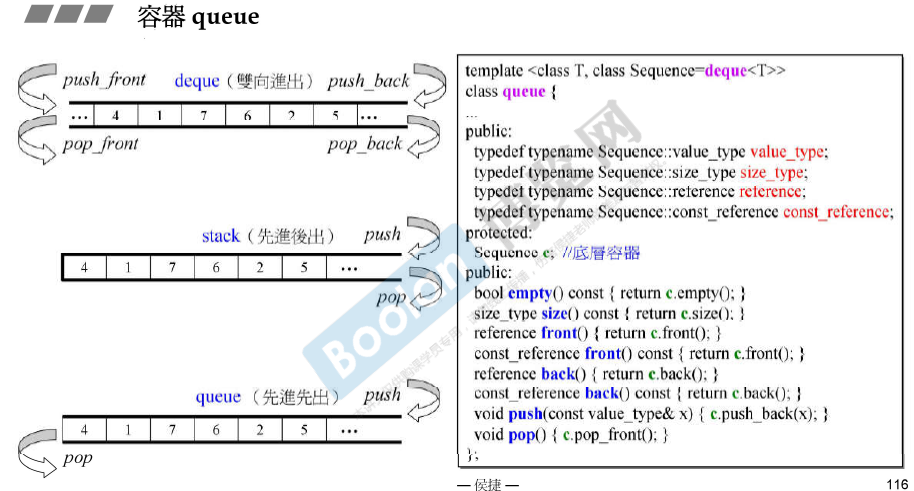 容器 queue
push_front deque（雙向進出） push_back
... 4 1 7 6 2 5 ...
pop_front pop_back
stack（先進後出） push
4 1 7 6 2 5 ...
pop
queue（先進先出） push
4 1 7 6 2 5 ...
pop
template <class T, class Sequence=deque<T>>
class queue {
...
public:
typedef typename Sequence::value_type value_type;
typedef typename Sequence::size_type size_type;
typedef typename Sequence::reference reference;
typedef typename Sequence::const_reference const_reference;
protected:
Sequence c; //底層容器
public:
bool empty() const { return c.empty(); }
size_type size() const { return c.size(); }
reference front() { return c.front(); }
const_reference front() const { return c.front(); }
reference back() { return c.back(); }
const_reference back() const { return c.back(); }
void push(const value_type& x) { c.push_back(x); }
void pop() { c.pop_front(); }
};
Boolan 博览网
— 侯捷 —
116